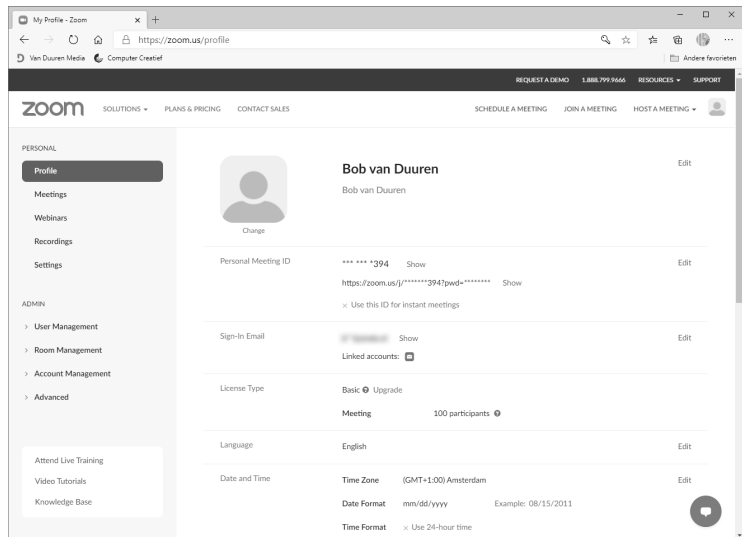 My Profile - Zoom
https://zoom.us/profile
Van Duuren Media Computer Creatief Andere favorieten
REQUEST A DEMO 1.888.799.9666 RESOURCES SUPPORT
zoom SOLUTIONS PLANS & PRICING CONTACT SALES SCHEDULE A MEETING JOIN A MEETING HOST A MEETING
PERSONAL
Profile
Meetings
Webinars
Recordings
Settings
ADMIN
User Management
Room Management
Account Management
Advanced
Attend Live Training
Video Tutorials
Knowledge Base
Change
Bob van Duuren Edit
Bob van Duuren
Personal Meeting ID *** *** *394 Show Edit
https://zoom.us/j/*******394?pwd=******** Show
× Use this ID for instant meetings
Sign-In Email Show Edit
Linked accounts:
License Type Basic Upgrade
Meeting 100 participants
Language English Edit
Date and Time Time Zone (GMT+1:00) Amsterdam Edit
Date Format mm/dd/yyyy Example: 08/15/2011
Time Format × Use 24-hour time